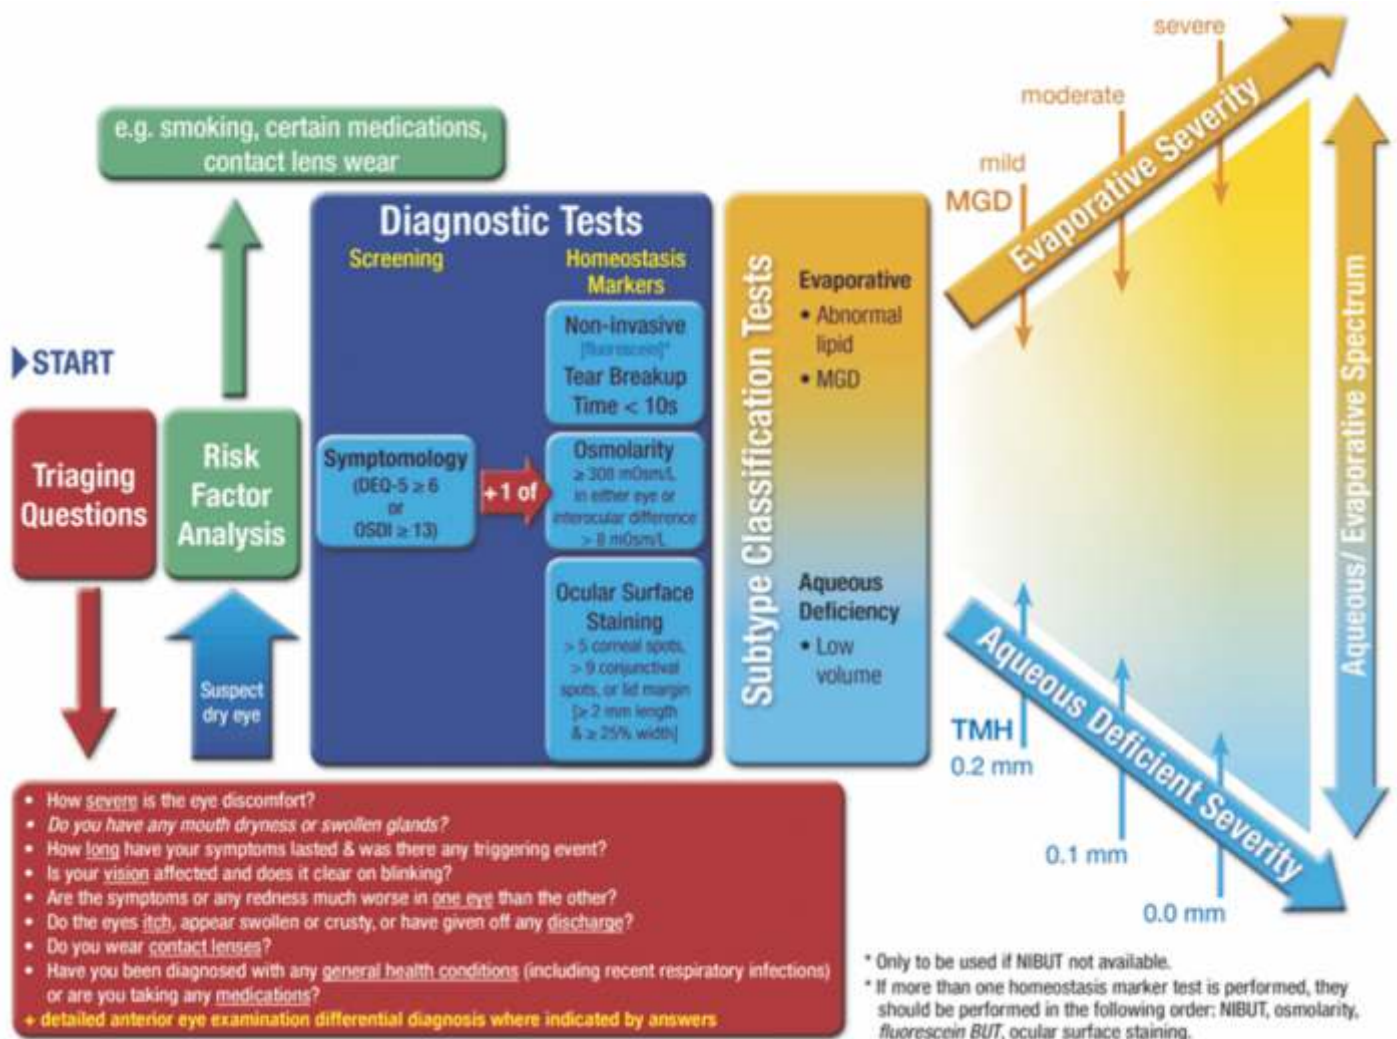 e.g. smoking, certain medications,
contact lens wear
▶START
Triaging
Questions
Risk
Factor
Analysis
Suspect
dry eye
Diagnostic Tests
Screening
Symptomology
(DEQ-5 ≥ 6
or
OSDI ≥ 13)
+1 of
Homeostasis
Markers
Non-invasive
[fluorescein]*
Tear Breakup
Time < 10s
Osmolarity
≥ 308 mOsm/L
in either eye or
interocular difference
> 8 mOsm/L
Ocular Surface
Staining
> 5 corneal spots,
> 9 conjunctival
spots, or lid margin
[≥ 2 mm length
& ≥ 25% width]
Subtype Classification Tests
Evaporative
• Abnormal
lipid
• MGD
Aqueous
Deficiency
• Low
volume
severe
moderate
mild
MGD
Evaporative Severity
Aqueous/ Evaporative Spectrum
Aqueous Deficient Severity
TMH
0.2 mm
0.1 mm
0.0 mm
• How severe is the eye discomfort?
• Do you have any mouth dryness or swollen glands?
• How long have your symptoms lasted & was there any triggering event?
• Is your vision affected and does it clear on blinking?
• Are the symptoms or any redness much worse in one eye than the other?
• Do the eyes itch, appear swollen or crusty, or have given off any discharge?
• Do you wear contact lenses?
• Have you been diagnosed with any general health conditions (including recent respiratory infections)
or are you taking any medications?
+ detailed anterior eye examination differential diagnosis where indicated by answers
* Only to be used if NIBUT not available.
* If more than one homeostasis marker test is performed, they
should be performed in the following order: NIBUT, osmolarity,
fluorescein BUT, ocular surface staining.